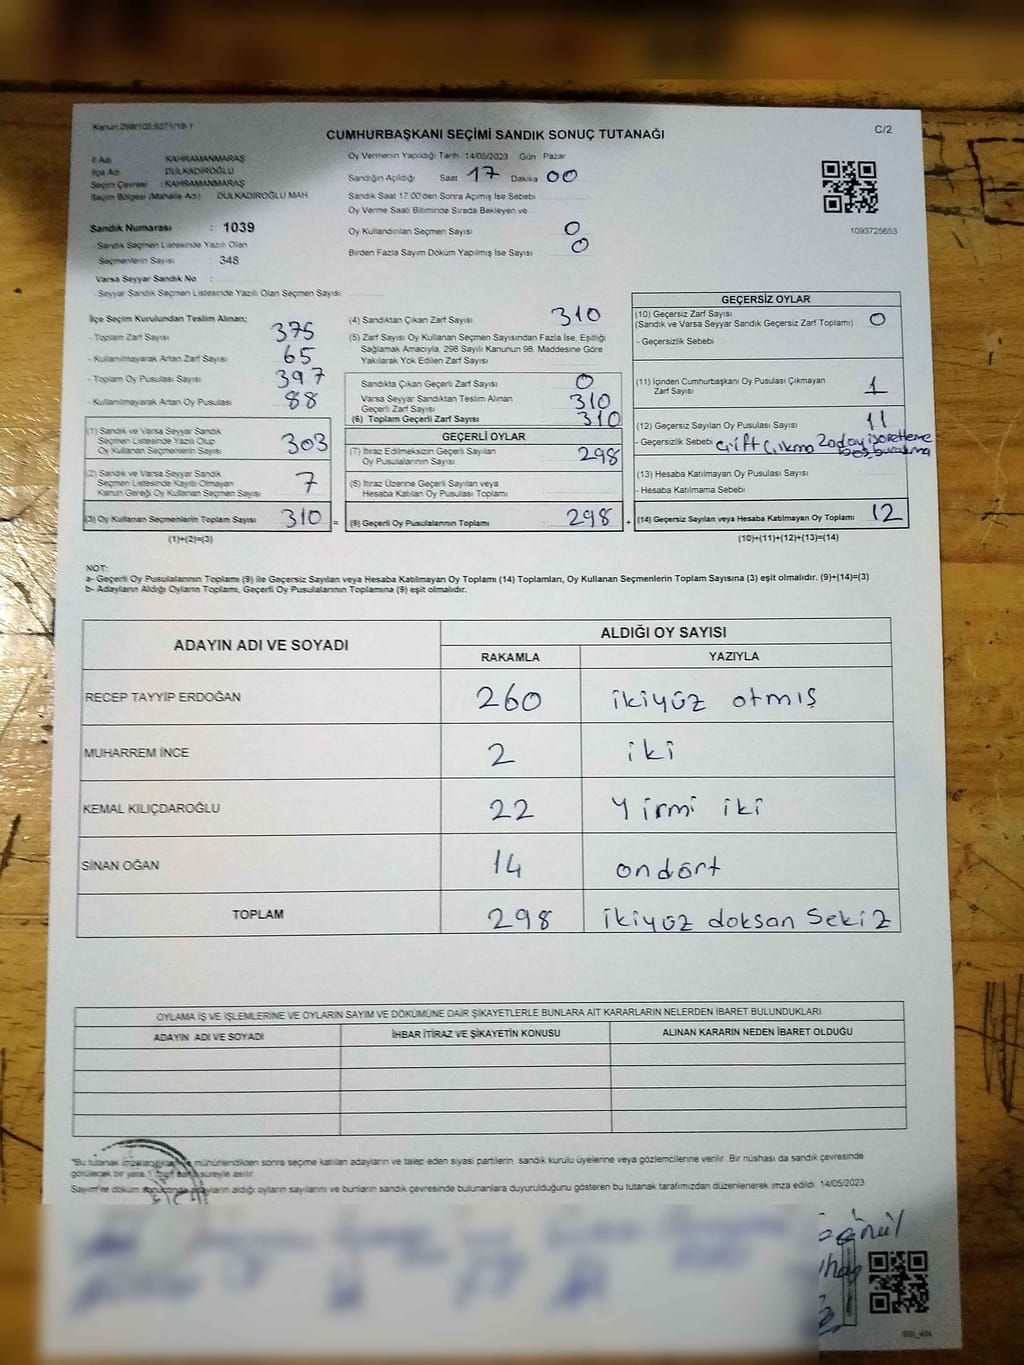 Kanun:298/103,6271/18-1
CUMHURBAŞKANI SEÇİMİ SANDIK SONUÇ TUTANAĞI
C/2
İl Adı KAHRAMANMARAŞ
İlçe Adı DULKADİROĞLU
Seçim Çevresi : KAHRAMANMARAŞ
Seçim Bölgesi (Mahalle Adı) DULKADİROĞLU MAH.
Oy Vermenin Yapıldığı Tarih 14/05/2023 Gün Pazar
Sandığın Açıldığı Saat 17 Dakika 00
Sandık Saat 17.00'den Sonra Açılmış İse Sebebi
Oy Verme Saati Bitiminde Sırada Bekleyen ve
Oy Kullandırılan Seçmen Sayısı 0
Birden Fazla Sayım Döküm Yapılmış İse Sayısı 0
1093725653
Sandık Numarası : 1039
Sandık Seçmen Listesinde Yazılı Olan
Seçmenlerin Sayısı : 348
Varsa Seyyar Sandık No :
- Seyyar Sandık Seçmen Listesinde Yazılı Olan Seçmen Sayısı:
İlçe Seçim Kurulundan Teslim Alınan;
- Toplam Zarf Sayısı 375
- Kullanılmayarak Artan Zarf Sayısı 65
- Toplam Oy Pusulası Sayısı 397
- Kullanılmayarak Artan Oy Pusulası 88
(1) Sandık ve Varsa Seyyar Sandık
Seçmen Listesinde Yazılı Olup
Oy Kullanan Seçmen Sayısı 303
(2) Sandık ve Varsa Seyyar Sandık
Seçmen Listesinde Kayıtlı Olmayan
Kanun Gereği Oy Kullanan Seçmen Sayısı 7
(3) Oy Kullanan Seçmenlerin Toplam Sayısı 310 =
(1)+(2)=(3)
(4) Sandıktan Çıkan Zarf Sayısı 310
(5) Zarf Sayısı Oy Kullanan Seçmen Sayısından Fazla İse, Eşitliği
Sağlamak Amacıyla, 298 Sayılı Kanunun 98. Maddesine Göre
Yakılarak Yok Edilen Zarf Sayısı
Sandıkta Çıkan Geçerli Zarf Sayısı 0
Varsa Seyyar Sandıktan Teslim Alınan
Geçerli Zarf Sayısı 310
(6) Toplam Geçerli Zarf Sayısı 310
GEÇERLİ OYLAR
(7) İtiraz Edilmeksizin Geçerli Sayılan
Oy Pusulalarının Sayısı 298
(8) İtiraz Üzerine Geçerli Sayılan veya
Hesaba Katılan Oy Pusulaları Toplamı
(9) Geçerli Oy Pusulalarının Toplamı : 298 +
GEÇERSİZ OYLAR
(10) Geçersiz Zarf Sayısı
(Sandık ve Varsa Seyyar Sandık Geçersiz Zarf Toplamı) 0
- Geçersizlik Sebebi
(11) İçinden Cumhurbaşkanı Oy Pusulası Çıkmayan
Zarf Sayısı 1
(12) Geçersiz Sayılan Oy Pusulası Sayısı 11
- Geçersizlik Sebebi Çift Çıkma 2 aday işaretleme
(13) Hesaba Katılmayan Oy Pusulası Sayısı
- Hesaba Katılmama Sebebi
(14) Geçersiz Sayılan veya Hesaba Katılmayan Oy Toplamı 12
(10)+(11)+(12)+(13)=(14)
NOT:
a- Geçerli Oy Pusulalarının Toplamı (9) ile Geçersiz Sayılan veya Hesaba Katılmayan Oy Toplamı (14) Toplamları, Oy Kullanan Seçmenlerin Toplam Sayısına (3) eşit olmalıdır. (9)+(14)=(3)
b- Adayların Aldığı Oyların Toplamı, Geçerli Oy Pusulalarının Toplamına (9) eşit olmalıdır.
ADAYIN ADI VE SOYADI
ALDIĞI OY SAYISI
RAKAMLA YAZIYLA
RECEP TAYYİP ERDOĞAN 260 ikiyüz otmış
MUHARREM İNCE 2 iki
KEMAL KILIÇDAROĞLU 22 Yirmi iki
SİNAN OĞAN 14 ondört
TOPLAM 298 ikiyüz doksan Sekiz
OYLAMA İŞ VE İŞLEMLERİNE VE OYLARIN SAYIM VE DÖKÜMÜNE DAİR ŞİKAYETLERLE BUNLARA AİT KARARLARIN NELERDEN İBARET BULUNDUKLARI
ADAYIN ADI VE SOYADI İHBAR İTİRAZ VE ŞİKAYETİN KONUSU ALINAN KARARIN NEDEN İBARET OLDUĞU
"Bu tutanak mühürlendikten sonra seçime katılan adayların ve talep eden siyasi partilerin sandık kurulu üyelerine veya gözlemcilerine verilir. Bir nüshası da sandık çevresinde
görülecek bir yere süreyle asılır.
Sayım ve döküm sonucunda adayların aldığı oyların sayılarını ve bunların sandık çevresinde bulunanlara duyurulduğunu gösteren bu tutanak tarafımızdan düzenlenerek imza edildi. 14/05/2023